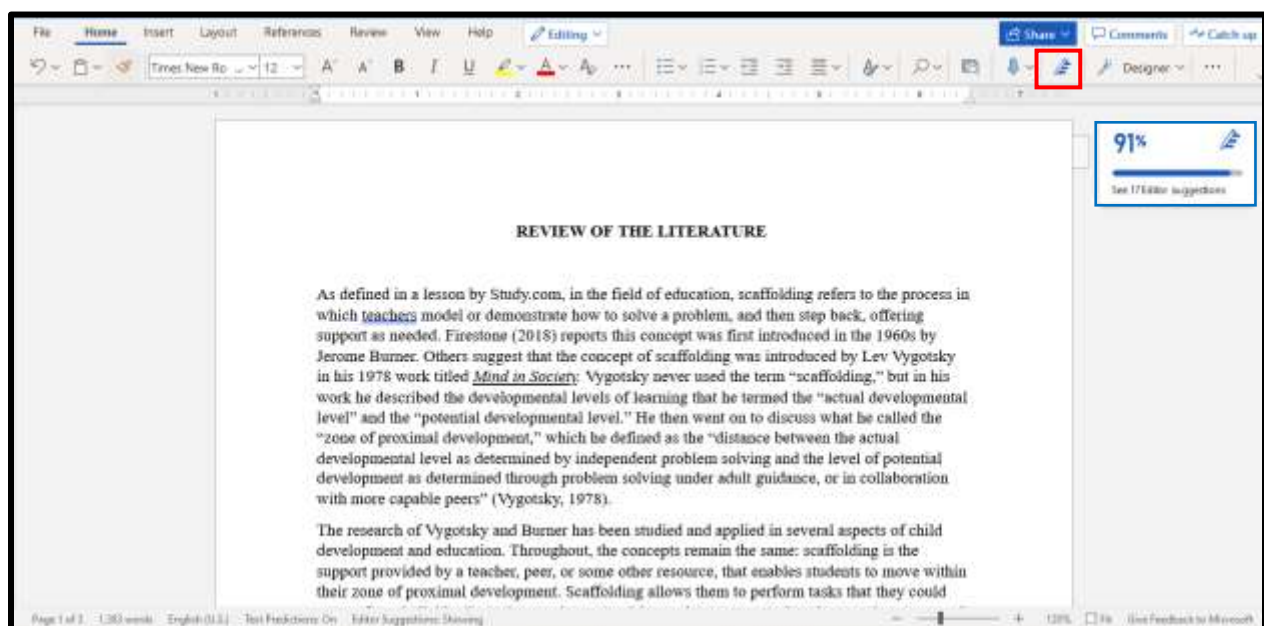 File Home Insert Layout References Review View Help Editing Share Comments Catch up
Times New Ro 12 A A B I U A A Designer
91%
See 17 Editor suggestions
REVIEW OF THE LITERATURE
As defined in a lesson by Study.com, in the field of education, scaffolding refers to the process in
which teachers model or demonstrate how to solve a problem, and then step back, offering
support as needed. Firestone (2018) reports this concept was first introduced in the 1960s by
Jerome Burner. Others suggest that the concept of scaffolding was introduced by Lev Vygotsky
in his 1978 work titled Mind in Society. Vygotsky never used the term “scaffolding,” but in his
work he described the developmental levels of learning that he termed the “actual developmental
level” and the “potential developmental level.” He then went on to discuss what he called the
“zone of proximal development,” which he defined as the “distance between the actual
developmental level as determined by independent problem solving and the level of potential
development as determined through problem solving under adult guidance, or in collaboration
with more capable peers” (Vygotsky, 1978).
The research of Vygotsky and Burner has been studied and applied in several aspects of child
development and education. Throughout, the concepts remain the same: scaffolding is the
support provided by a teacher, peer, or some other resource, that enables students to move within
their zone of proximal development. Scaffolding allows them to perform tasks that they could
Page 1 of 3 1,383 words English (U.S.) Text Predictions: On Editor Suggestions: Showing 120% Fit Give Feedback to Microsoft